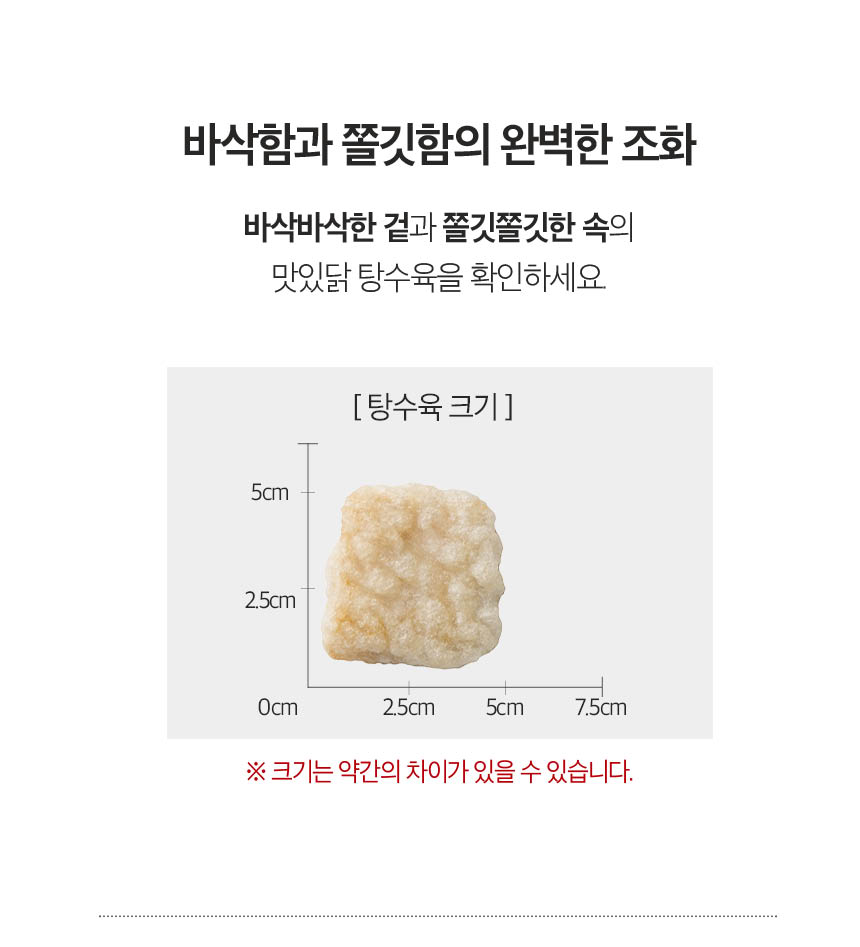 바삭함과 쫄깃함의 완벽한 조화
바삭바삭한 겉과 쫄깃쫄깃한 속의
맛있닭 탕수육을 확인하세요.
[ 탕수육 크기 ]
5cm
2.5cm
0cm 2.5cm 5cm 7.5cm
※ 크기는 약간의 차이가 있을 수 있습니다.